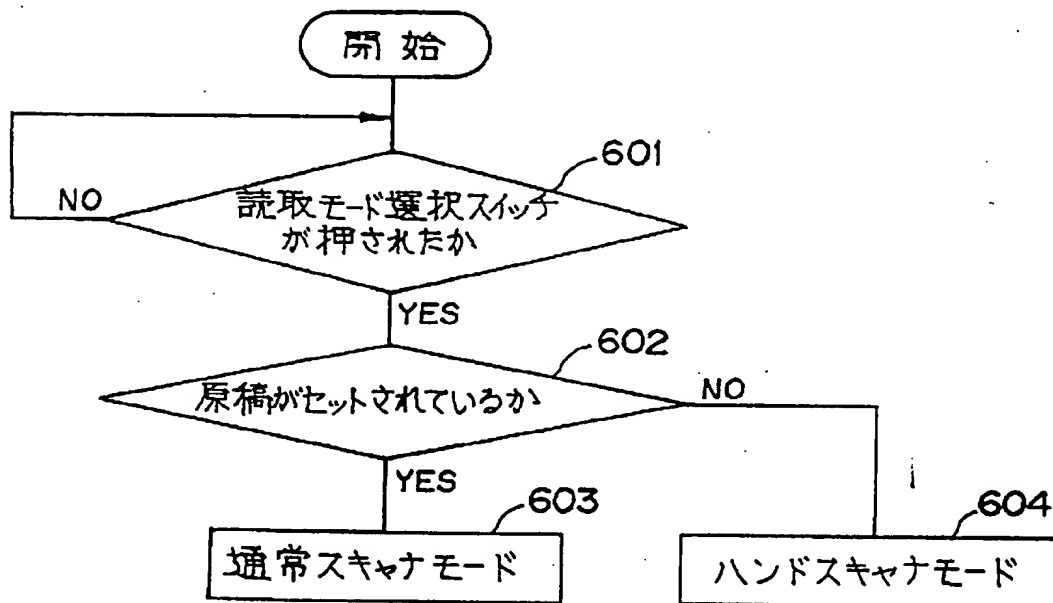 開始
601
NO
読取モード選択スイッチ
が押されたか
YES
602
原稿がセットされているか
NO
YES
603
604
通常スキャナモード
ハンドスキャナモード